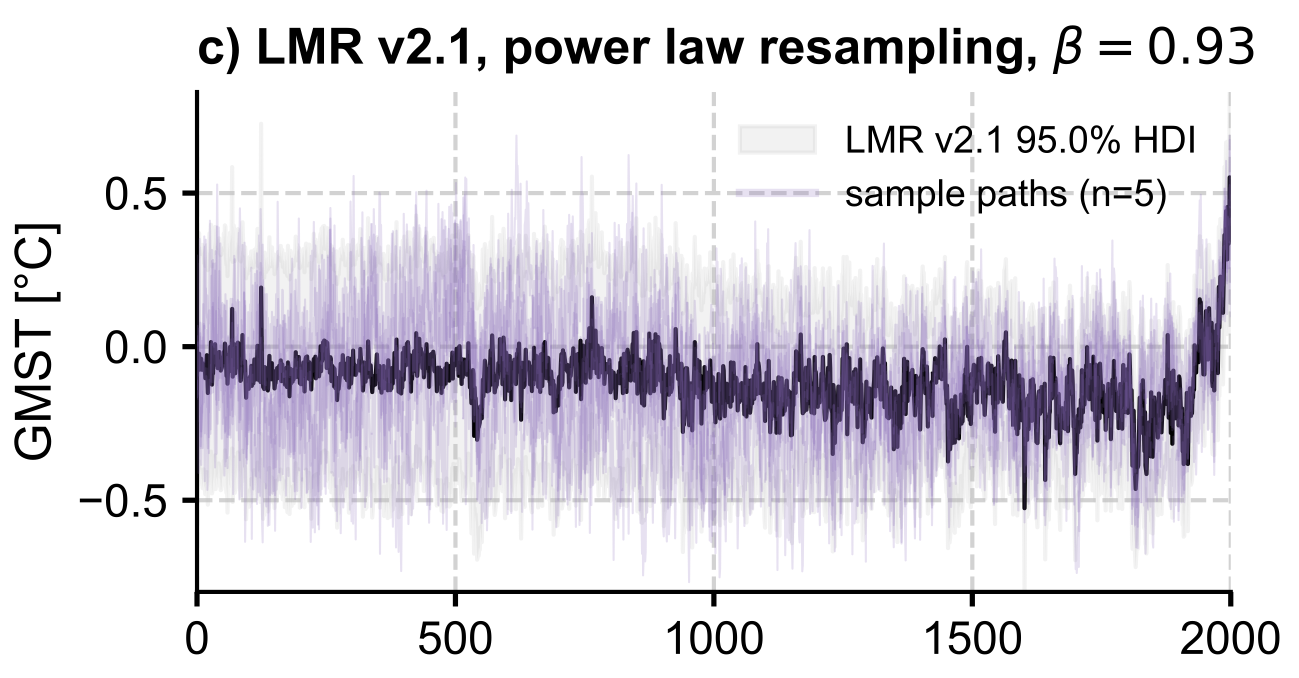 c) LMR v2.1, power law resampling, β = 0.93
LMR v2.1 95.0% HDI
sample paths (n=5)
GMST [°C]
0.5
0.0
−0.5
0 500 1000 1500 2000